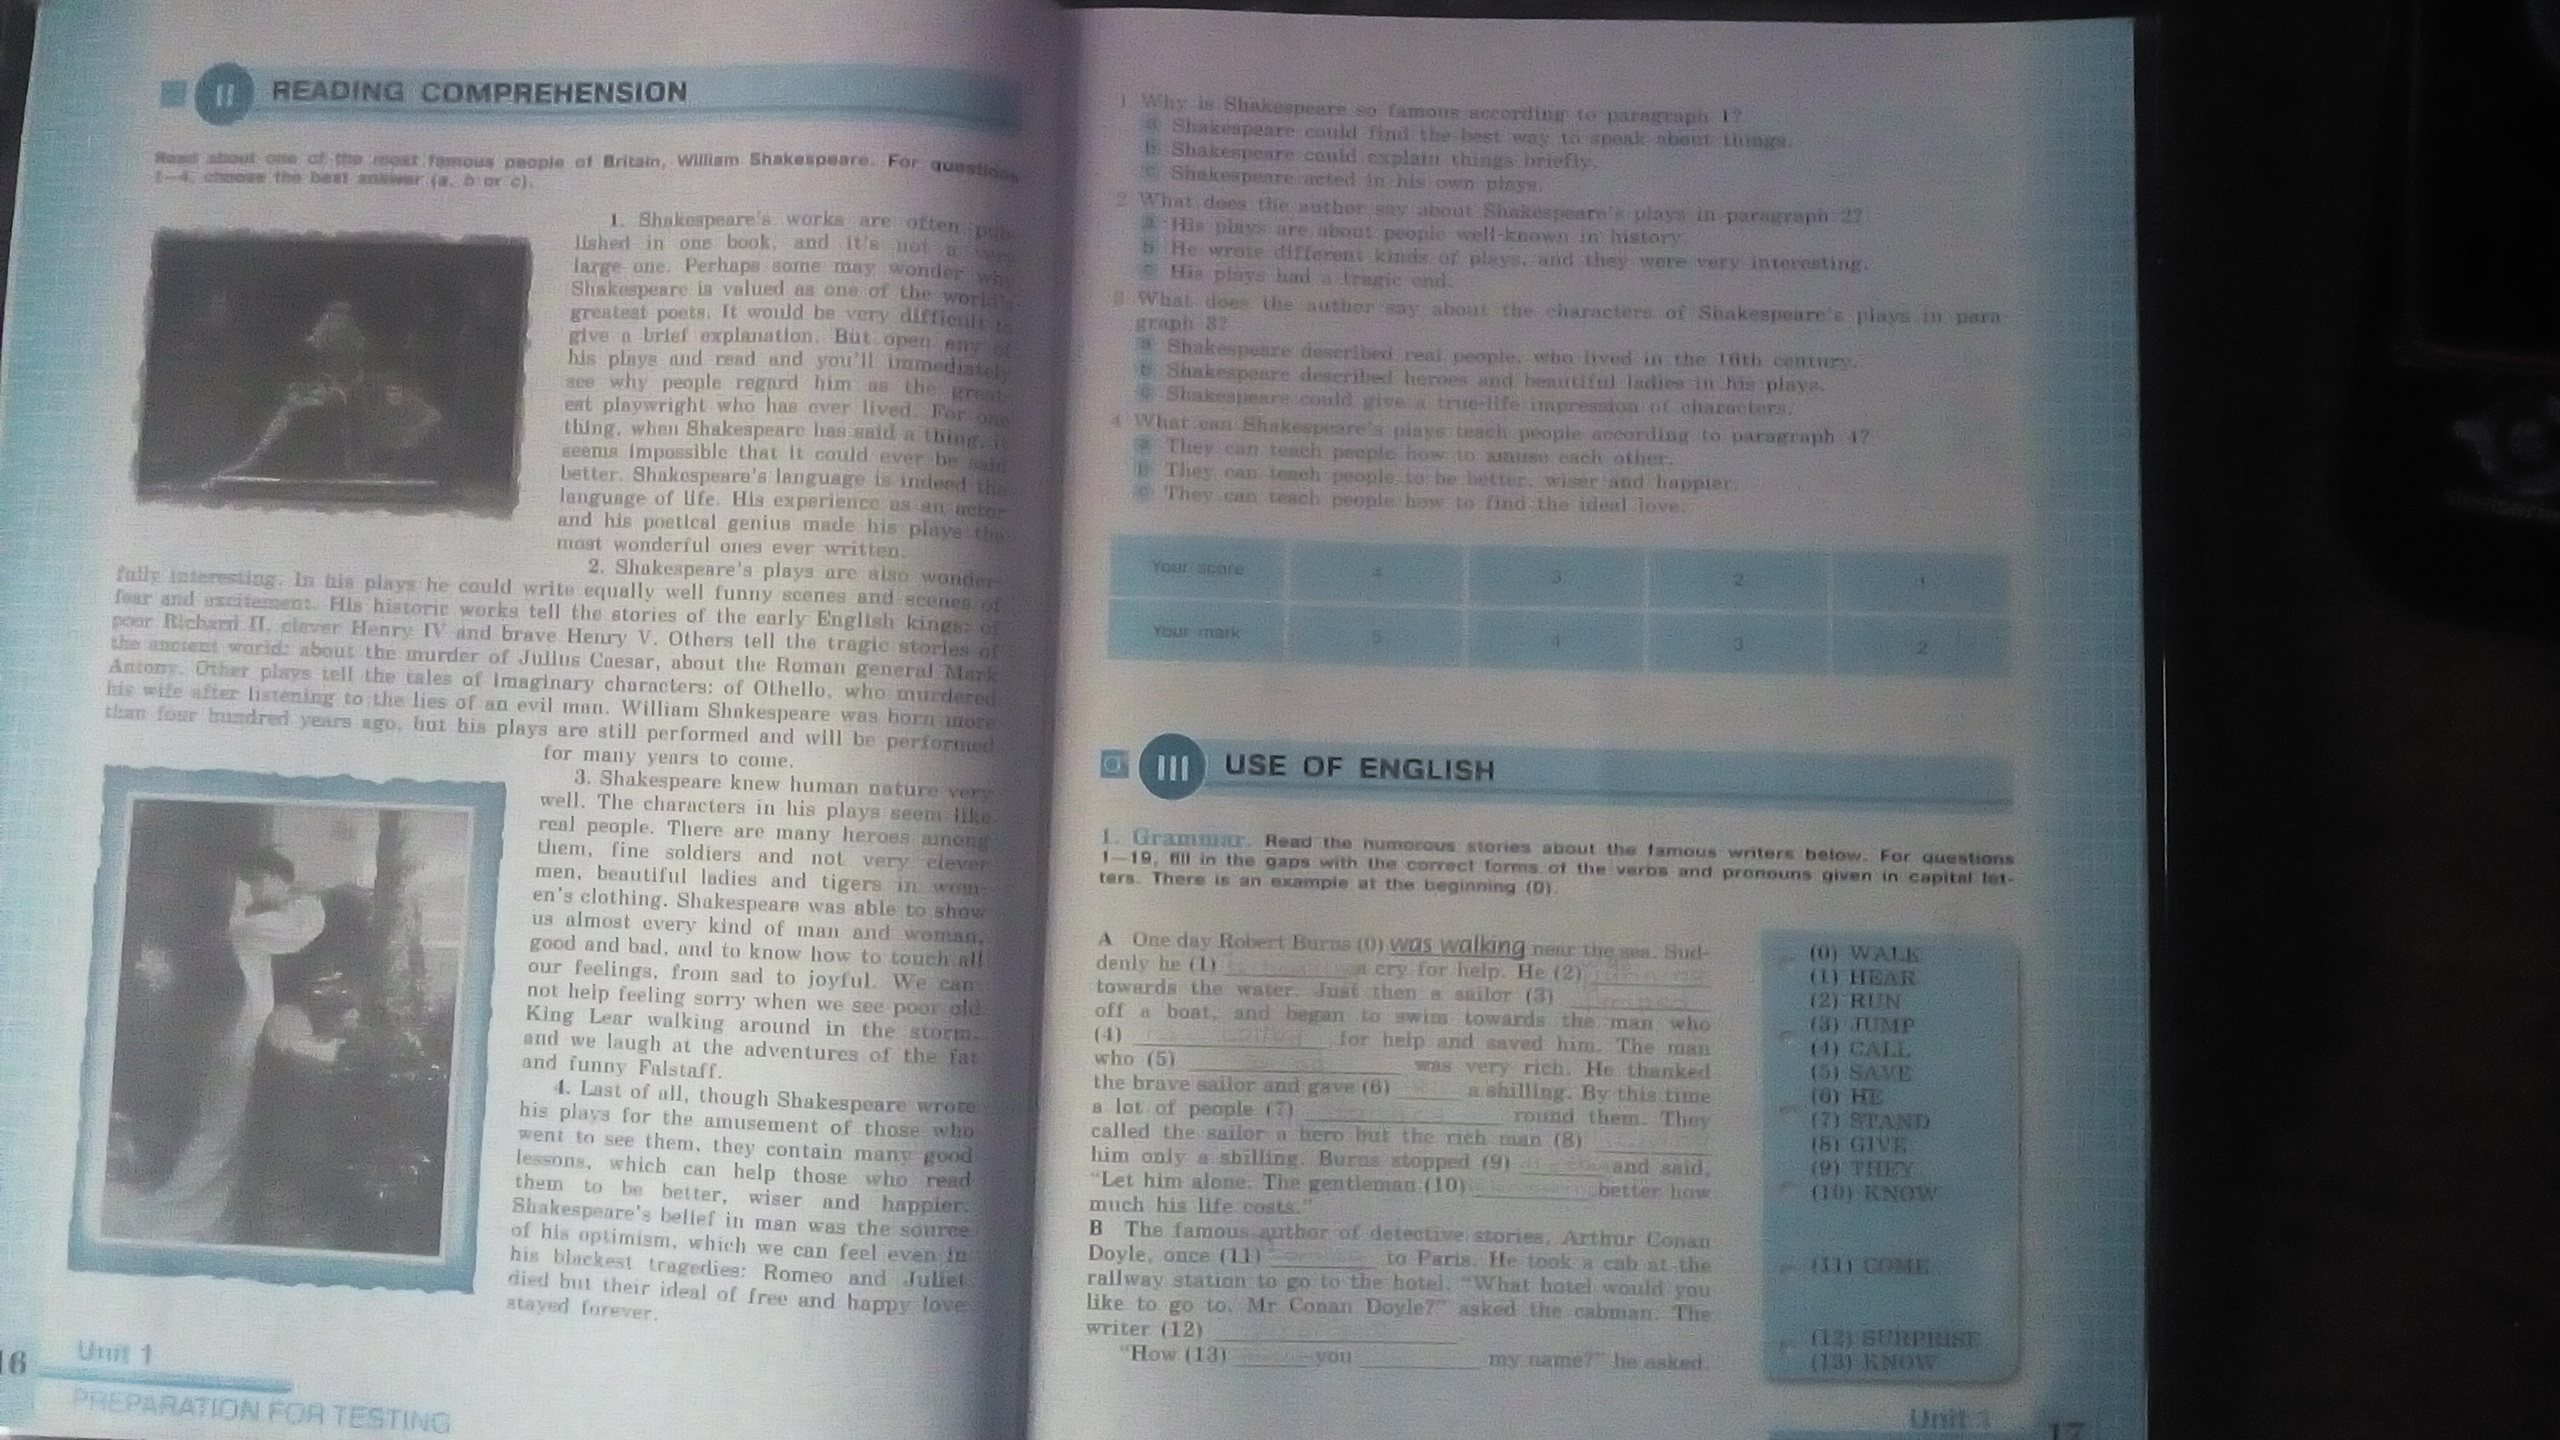 II READING COMPREHENSION
Read about one of the most famous people of Britain, William Shakespeare. For questions
1—4, choose the best answer (a, b or c).
1. Shakespeare's works are often pub-
lished in one book, and it's not a very
large one. Perhaps some may wonder why
Shakespeare is valued as one of the world's
greatest poets. It would be very difficult to
give a brief explanation. But open any of
his plays and read and you'll immediately
see why people regard him as the great-
est playwright who has ever lived. For one
thing, when Shakespeare has said a thing, it
seems impossible that it could ever be said
better. Shakespeare's language is indeed the
language of life. His experience as an actor
and his poetical genius made his plays the
most wonderful ones ever written.
2. Shakespeare's plays are also wonder-
fully interesting. In his plays he could write equally well funny scenes and scenes of
fear and excitement. His historic works tell the stories of the early English kings: of
poor Richard II, clever Henry IV and brave Henry V. Others tell the tragic stories of
the ancient world: about the murder of Julius Caesar, about the Roman general Mark
Antony. Other plays tell the tales of imaginary characters: of Othello, who murdered
his wife after listening to the lies of an evil man. William Shakespeare was born more
than four hundred years ago, but his plays are still performed and will be performed
for many years to come.
3. Shakespeare knew human nature very
well. The characters in his plays seem like
real people. There are many heroes among
them, fine soldiers and not very clever
men, beautiful ladies and tigers in wom-
en's clothing. Shakespeare was able to show
us almost every kind of man and woman,
good and bad, and to know how to touch all
our feelings, from sad to joyful. We can-
not help feeling sorry when we see poor old
King Lear walking around in the storm,
and we laugh at the adventures of the fat
and funny Falstaff.
4. Last of all, though Shakespeare wrote
his plays for the amusement of those who
went to see them, they contain many good
lessons, which can help those who read
them to be better, wiser and happier.
Shakespeare's belief in man was the source
of his optimism, which we can feel even in
his blackest tragedies: Romeo and Juliet
died but their ideal of free and happy love
stayed forever.
16 Unit 1
PREPARATION FOR TESTING
1 Why is Shakespeare so famous according to paragraph 1?
a Shakespeare could find the best way to speak about things.
b Shakespeare could explain things briefly.
c Shakespeare acted in his own plays.
2 What does the author say about Shakespeare's plays in paragraph 2?
a His plays are about people well-known in history.
b He wrote different kinds of plays, and they were very interesting.
c His plays had a tragic end.
3 What does the author say about the characters of Shakespeare's plays in para-
graph 3?
a Shakespeare described real people, who lived in the 16th century.
b Shakespeare described heroes and beautiful ladies in his plays.
c Shakespeare could give a true-life impression of characters.
4 What can Shakespeare's plays teach people according to paragraph 4?
a They can teach people how to amuse each other.
b They can teach people to be better, wiser and happier.
c They can teach people how to find the ideal love.
Your score 4 3 2 1
Your mark 5 4 3 2
III USE OF ENGLISH
1. Grammar. Read the humorous stories about the famous writers below. For questions
1—19, fill in the gaps with the correct forms of the verbs and pronouns given in capital let-
ters. There is an example at the beginning (0).
A One day Robert Burns (0) was walking near the sea. Sud-
denly he (1) a cry for help. He (2)
towards the water. Just then a sailor (3)
off a boat, and began to swim towards the man who
(4) for help and saved him. The man
who (5) was very rich. He thanked
the brave sailor and gave (6) a shilling. By this time
a lot of people (7) round them. They
called the sailor a hero but the rich man (8)
him only a shilling. Burns stopped (9) and said,
"Let him alone. The gentleman (10) better how
much his life costs."
B The famous author of detective stories, Arthur Conan
Doyle, once (11) to Paris. He took a cab at the
railway station to go to the hotel. "What hotel would you
like to go to, Mr Conan Doyle?" asked the cabman. The
writer (12)
"How (13) you my name?" he asked.
(0) WALK
(1) HEAR
(2) RUN
(3) JUMP
(4) CALL
(5) SAVE
(6) HE
(7) STAND
(8) GIVE
(9) THEY
(10) KNOW
(11) COME
(12) SURPRISE
(13) KNOW
Unit 1 17